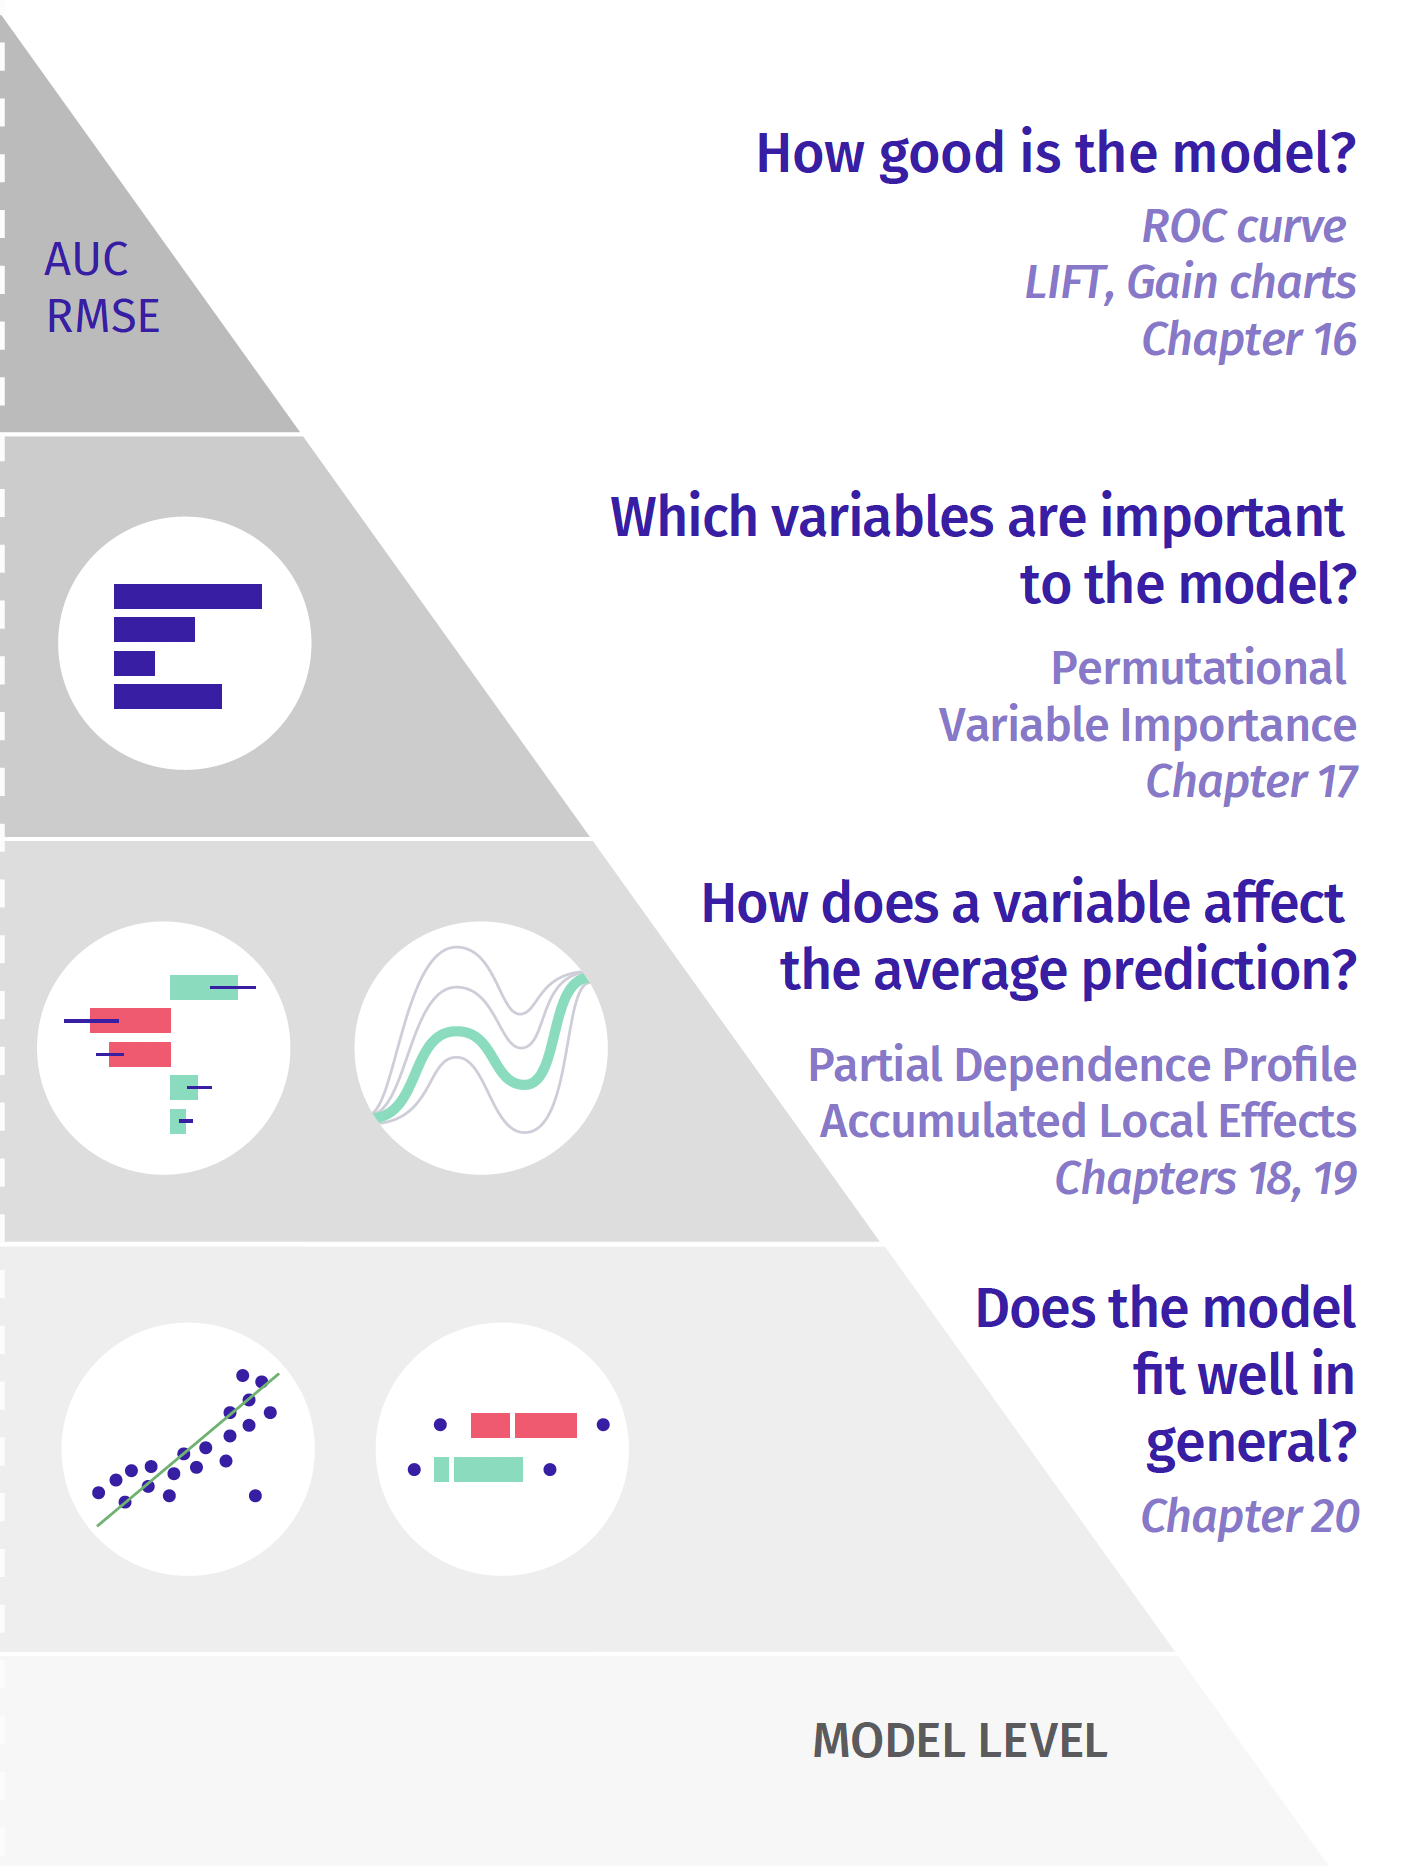 How good is the model?
ROC curve
LIFT, Gain charts
Chapter 16
AUC
RMSE
Which variables are important
to the model?
Permutational
Variable Importance
Chapter 17
How does a variable affect
the average prediction?
Partial Dependence Profile
Accumulated Local Effects
Chapters 18, 19
Does the model
fit well in
general?
Chapter 20
MODEL LEVEL